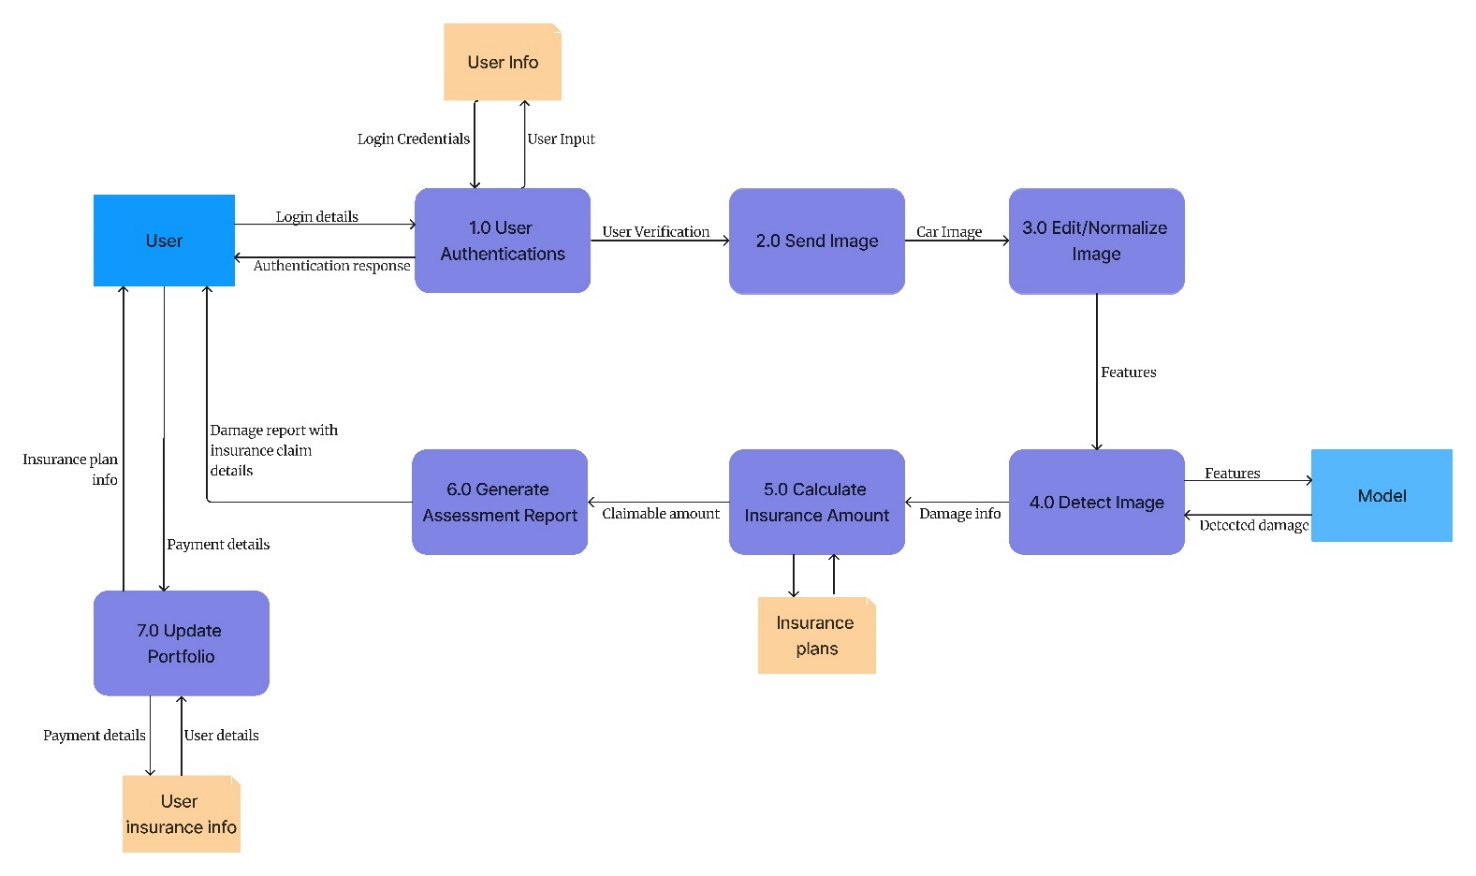 User Info
Login Credentials
User Input
User
Login details
Authentication response
1.0 User
Authentications
User Verification
2.0 Send Image
Car Image
3.0 Edit/Normalize
Image
Features
Insurance plan
info
Damage report with
insurance claim
details
Payment details
6.0 Generate
Assessment Report
Claimable amount
5.0 Calculate
Insurance Amount
Damage info
4.0 Detect Image
Features
Detected damage
Model
Insurance
plans
7.0 Update
Portfolio
Payment details
User details
User
insurance info